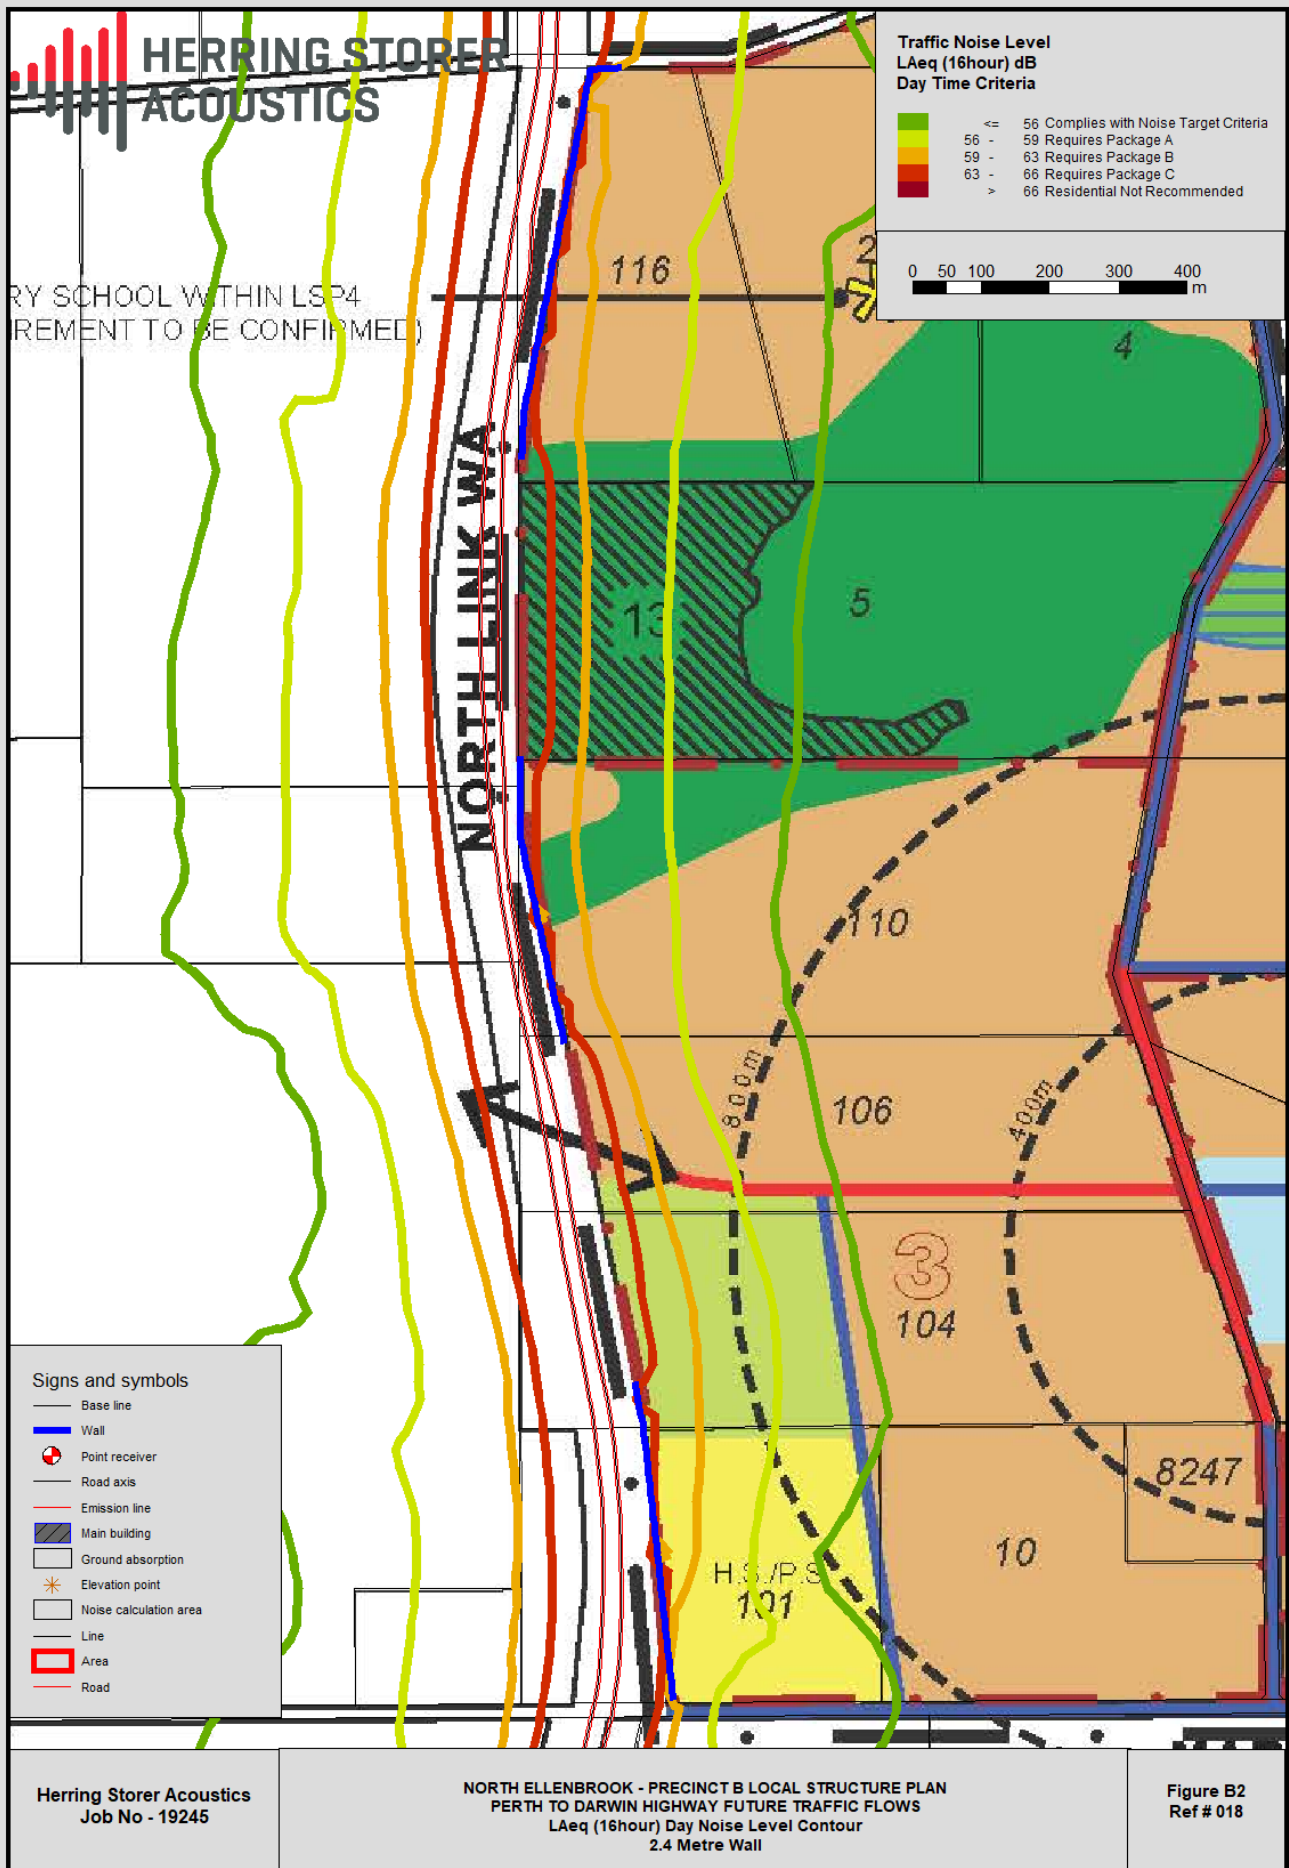 HERRING STORER
ACOUSTICS
Traffic Noise Level
LAeq (16hour) dB
Day Time Criteria
<= 56 Complies with Noise Target Criteria
56 - 59 Requires Package A
59 - 63 Requires Package B
63 - 66 Requires Package C
> 66 Residential Not Recommended
0 50 100 200 300 400
m
116
2
RY SCHOOL WITHIN LSP4
IREMENT TO BE CONFIRMED)
4
NORTH LINK WA
13
5
110
800m
106
400m
3
104
8247
10
H.S./P.S
101
Signs and symbols
Base line
Wall
Point receiver
Road axis
Emission line
Main building
Ground absorption
Elevation point
Noise calculation area
Line
Area
Road
Herring Storer Acoustics
Job No - 19245
NORTH ELLENBROOK - PRECINCT B LOCAL STRUCTURE PLAN
PERTH TO DARWIN HIGHWAY FUTURE TRAFFIC FLOWS
LAeq (16hour) Day Noise Level Contour
2.4 Metre Wall
Figure B2
Ref # 018